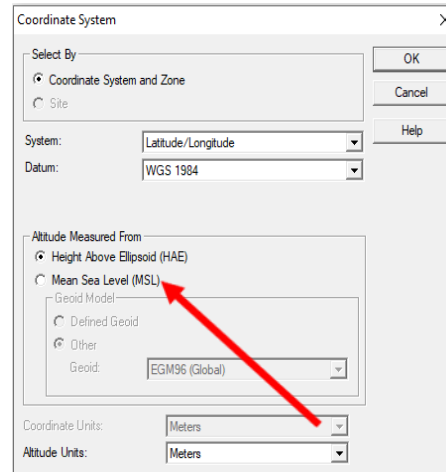 Coordinate System
Select By
Coordinate System and Zone
Site
OK
Cancel
Help
System: Latitude/Longitude
Datum: WGS 1984
Altitude Measured From
Height Above Ellipsoid (HAE)
Mean Sea Level (MSL)
Geoid Model
Defined Geoid
Other
Geoid: EGM96 (Global)
Coordinate Units: Meters
Altitude Units: Meters